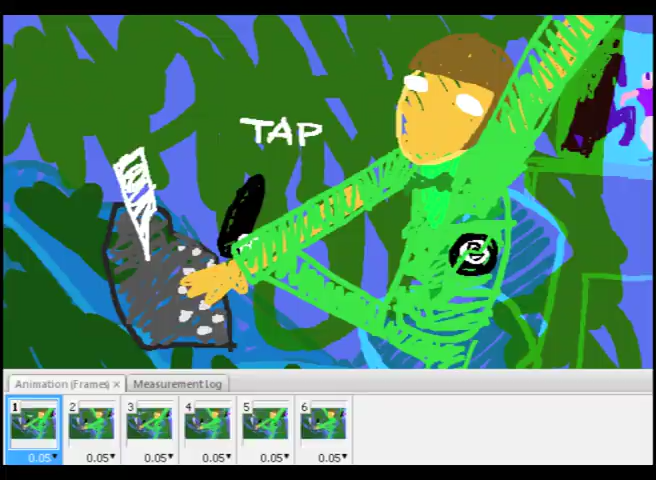 TAP
Animation (Frames) ×
Measurement Log
1 2 3 4 5 6
0.05▾ 0.05▾ 0.05▾ 0.05▾ 0.05▾ 0.05▾